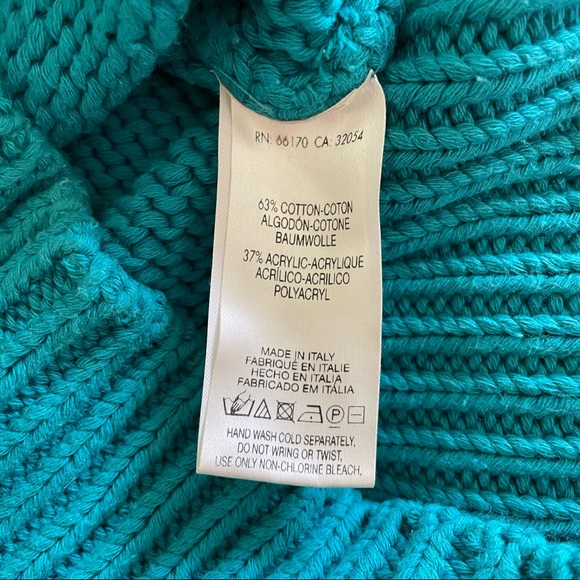 RN: 66170 CA: 32054
63% COTTON-COTON
ALGODÓN-COTONE
BAUMWOLLE
37% ACRYLIC-ACRYLIQUE
ACRÍLICO-ACRILICO
POLYACRYL
MADE IN ITALY
FABRIQUÉ EN ITALIE
HECHO EN ITALIA
FABRICADO EM ITÁLIA
P
HAND WASH COLD SEPARATELY,
DO NOT WRING OR TWIST,
USE ONLY NON-CHLORINE BLEACH.